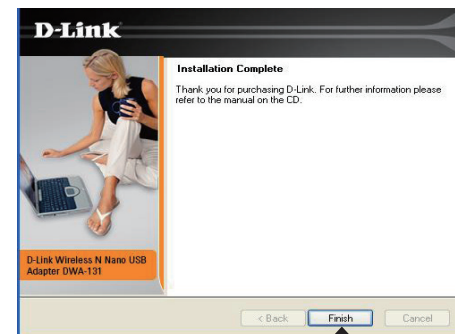 D-Link
Installation Complete
Thank you for purchasing D-Link. For further information please
refer to the manual on the CD.
D-Link Wireless N Nano USB
Adapter DWA-131
< Back
Finish
Cancel